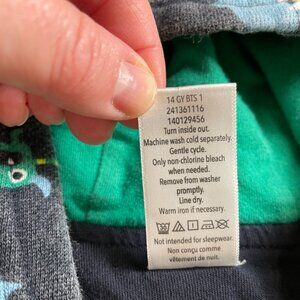 14 GY BTS 1
241361116
140129456
Turn inside out.
Machine wash cold separately.
Gentle cycle.
Only non-chlorine bleach
when needed.
Remove from washer
promptly.
Line dry.
Warm iron if necessary.
Not intended for sleepwear.
Non conçu comme
vêtement de nuit.